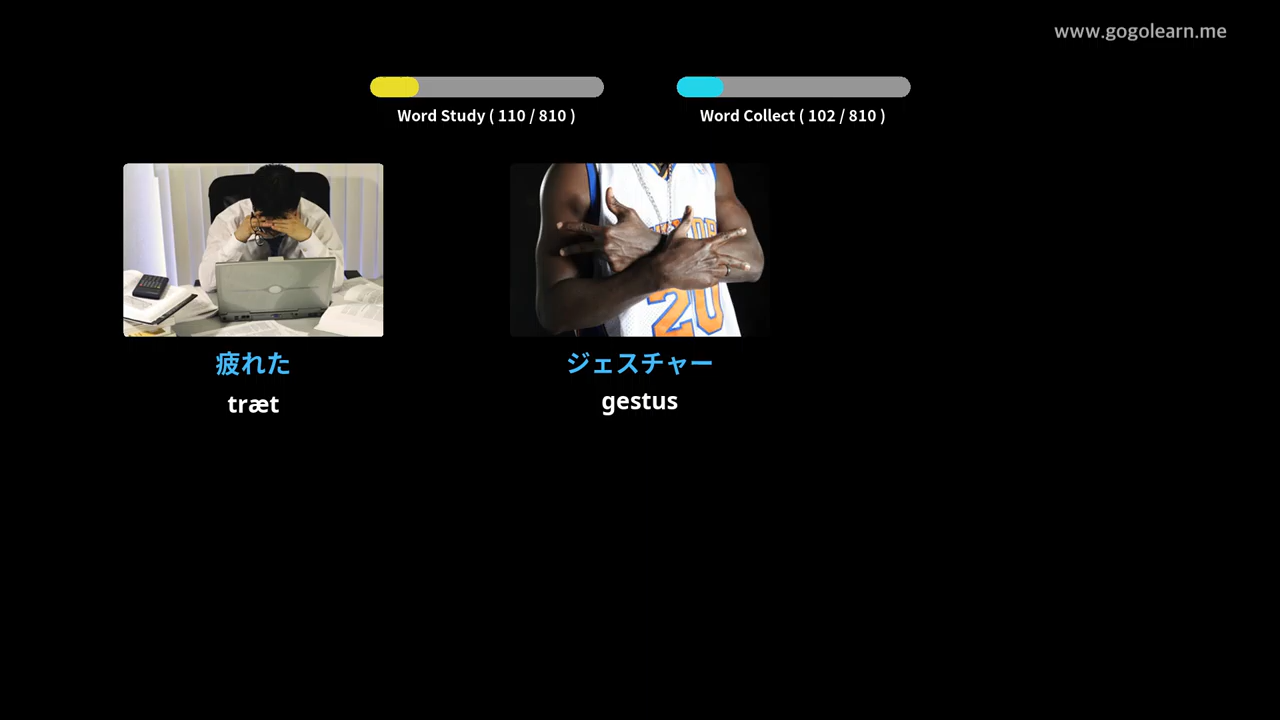 www.gogolearn.me
Word Study ( 110 / 810 )
Word Collect ( 102 / 810 )
20
疲れた
ジェスチャー
træt
gestus